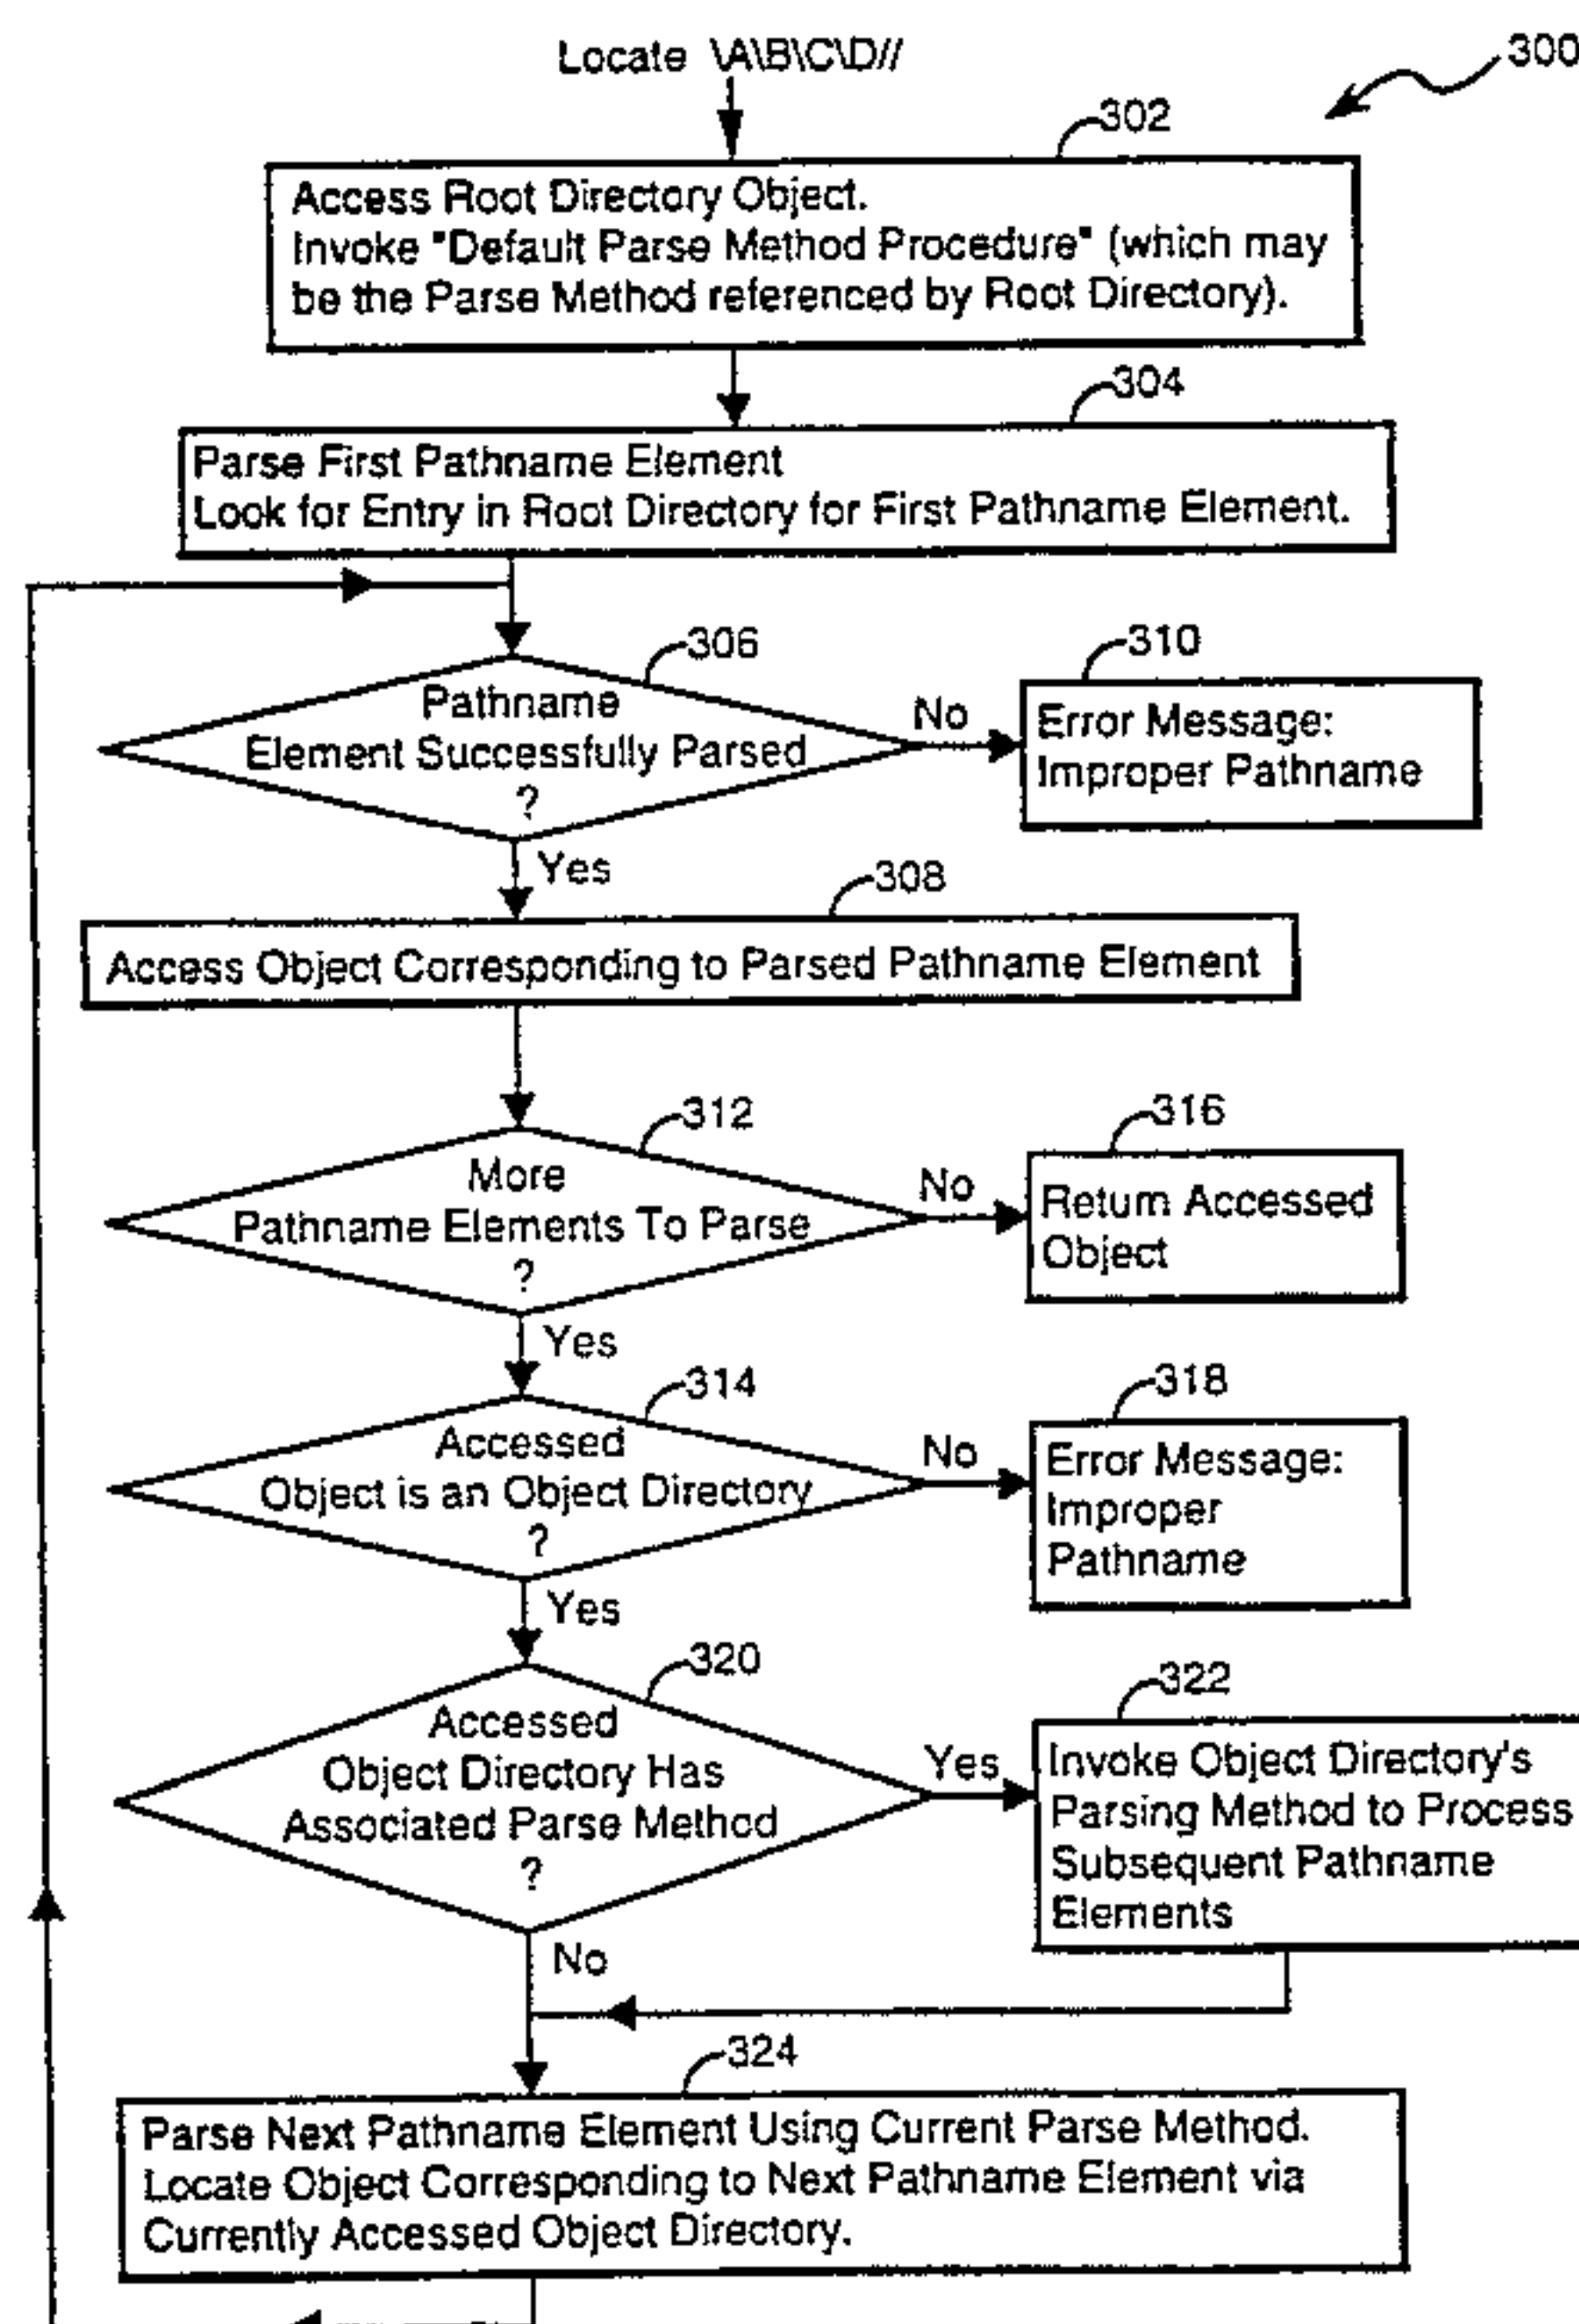 Locate \A\B\C\D//
300
302
Access Root Directory Object.
Invoke "Default Parse Method Procedure" (which may
be the Parse Method referenced by Root Directory).
304
Parse First Pathname Element
Look for Entry in Root Directory for First Pathname Element.
306
Pathname
Element Successfully Parsed
?
No
310
Error Message:
Improper Pathname
Yes
308
Access Object Corresponding to Parsed Pathname Element
312
More
Pathname Elements To Parse
?
No
316
Return Accessed
Object
Yes
314
Accessed
Object is an Object Directory
?
No
318
Error Message:
Improper
Pathname
Yes
320
Accessed
Object Directory Has
Associated Parse Method
?
Yes
322
Invoke Object Directory's
Parsing Method to Process
Subsequent Pathname
Elements
No
324
Parse Next Pathname Element Using Current Parse Method.
Locate Object Corresponding to Next Pathname Element via
Currently Accessed Object Directory.